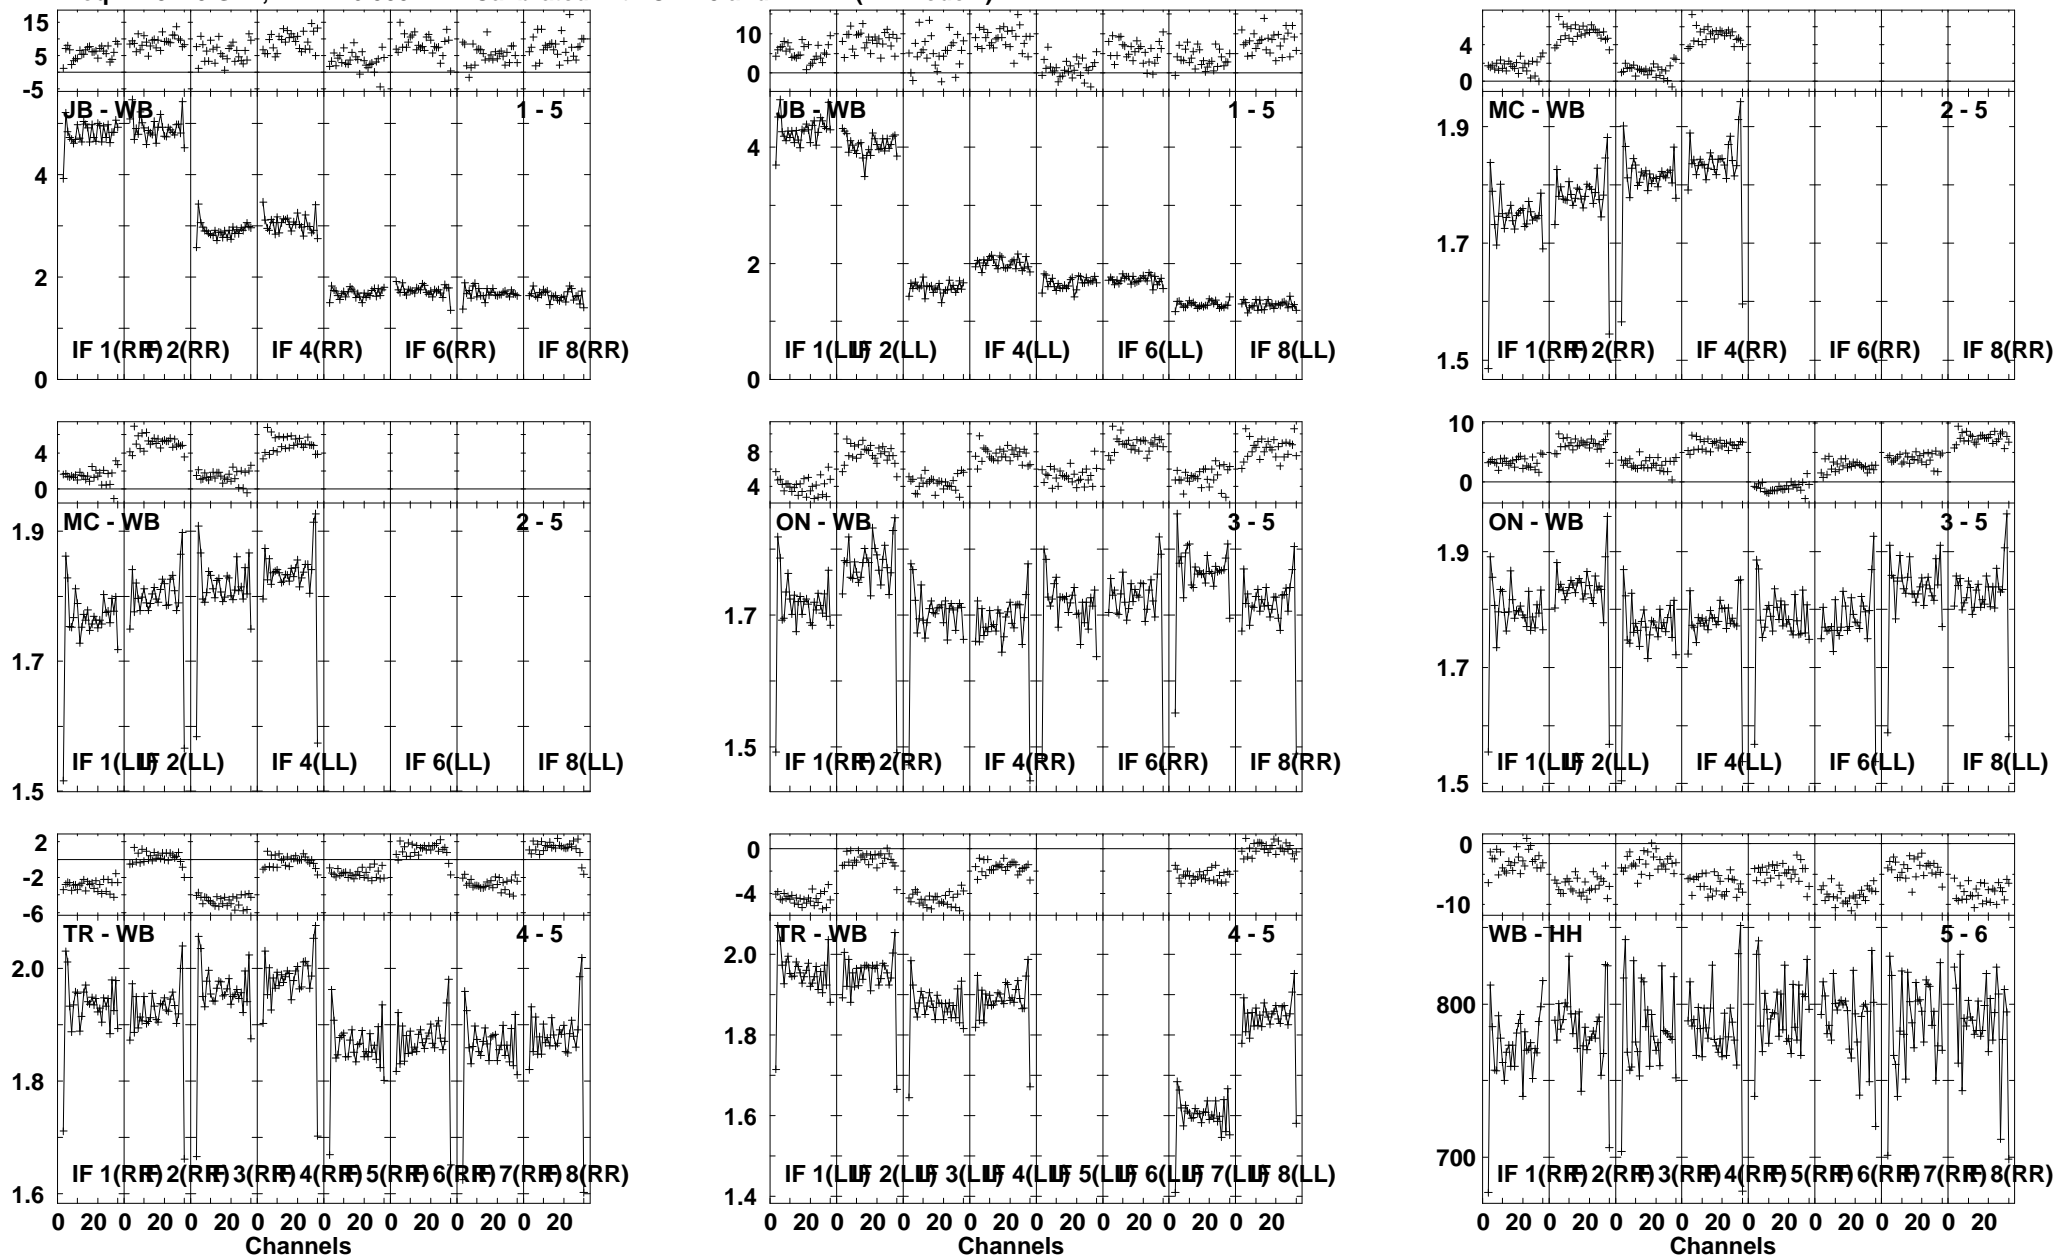 15
5
-5
JB - WB 1 - 5
4
2
0
IF 1(RR) IF 2(RR) IF 4(RR) IF 6(RR) IF 8(RR)
10
0
JB - WB 1 - 5
4
2
0
IF 1(LL) IF 2(LL) IF 4(LL) IF 6(LL) IF 8(LL)
4
0
MC - WB 2 - 5
1.9
1.7
1.5
IF 1(RR) IF 2(RR) IF 4(RR) IF 6(RR) IF 8(RR)
4
0
MC - WB 2 - 5
1.9
1.7
1.5
IF 1(LL) IF 2(LL) IF 4(LL) IF 6(LL) IF 8(LL)
8
4
ON - WB 3 - 5
1.7
1.5
IF 1(RR) IF 2(RR) IF 4(RR) IF 6(RR) IF 8(RR)
10
0
ON - WB 3 - 5
1.9
1.7
1.5
IF 1(LL) IF 2(LL) IF 4(LL) IF 6(LL) IF 8(LL)
2
-2
-6
TR - WB 4 - 5
2.0
1.8
1.6
IF 1(RR) IF 2(RR) IF 3(RR) IF 4(RR) IF 5(RR) IF 6(RR) IF 7(RR) IF 8(RR)
0 20 0 20 0 20 0 20 0 20 0 20 0 20 0 20
Channels
0
-4
TR - WB 4 - 5
2.0
1.8
1.6
1.4
IF 1(LL) IF 2(LL) IF 3(LL) IF 4(LL) IF 5(LL) IF 6(LL) IF 7(LL) IF 8(LL)
0 20 0 20 0 20 0 20 0 20 0 20 0 20 0 20
Channels
0
-10
WB - HH 5 - 6
800
700
IF 1(RR) IF 2(RR) IF 3(RR) IF 4(RR) IF 5(RR) IF 6(RR) IF 7(RR) IF 8(RR)
0 20 0 20 0 20 0 20 0 20 0 20 0 20 0 20
Channels